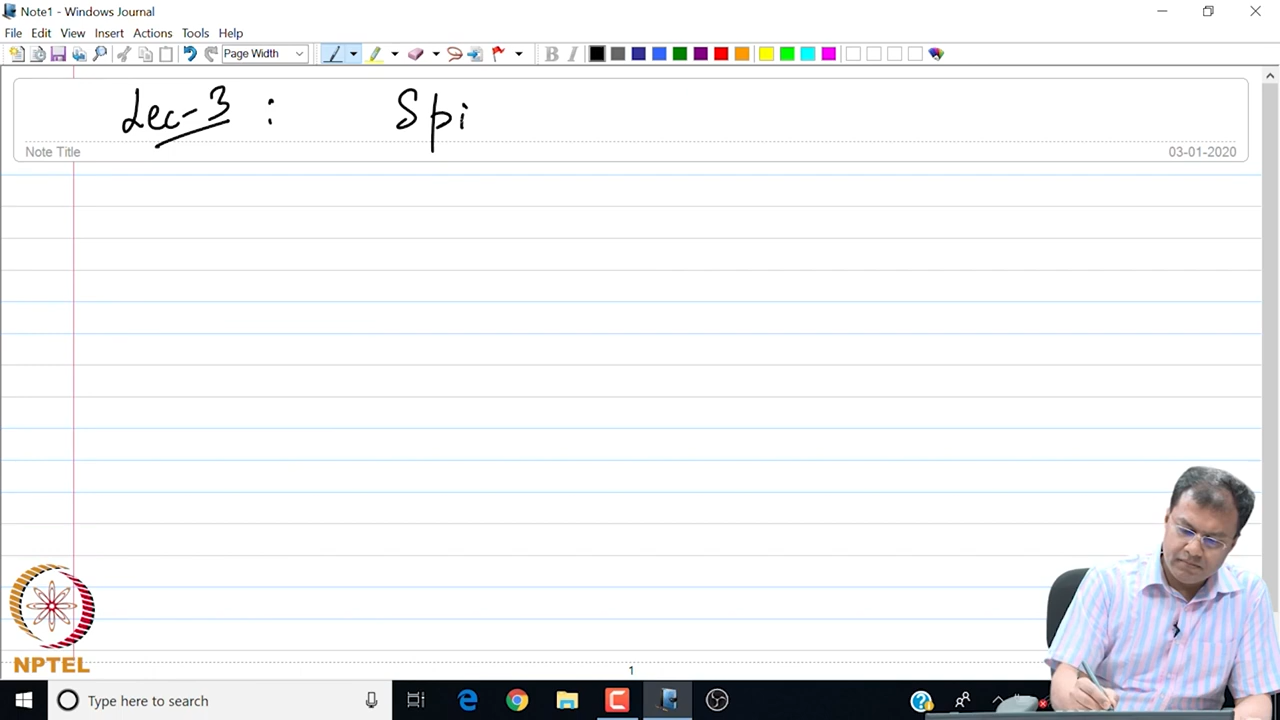 Note1 - Windows Journal
File Edit View Insert Actions Tools Help
Page Width B I
Lec-3 : Spi
Note Title 03-01-2020
NPTEL
1
Type here to search